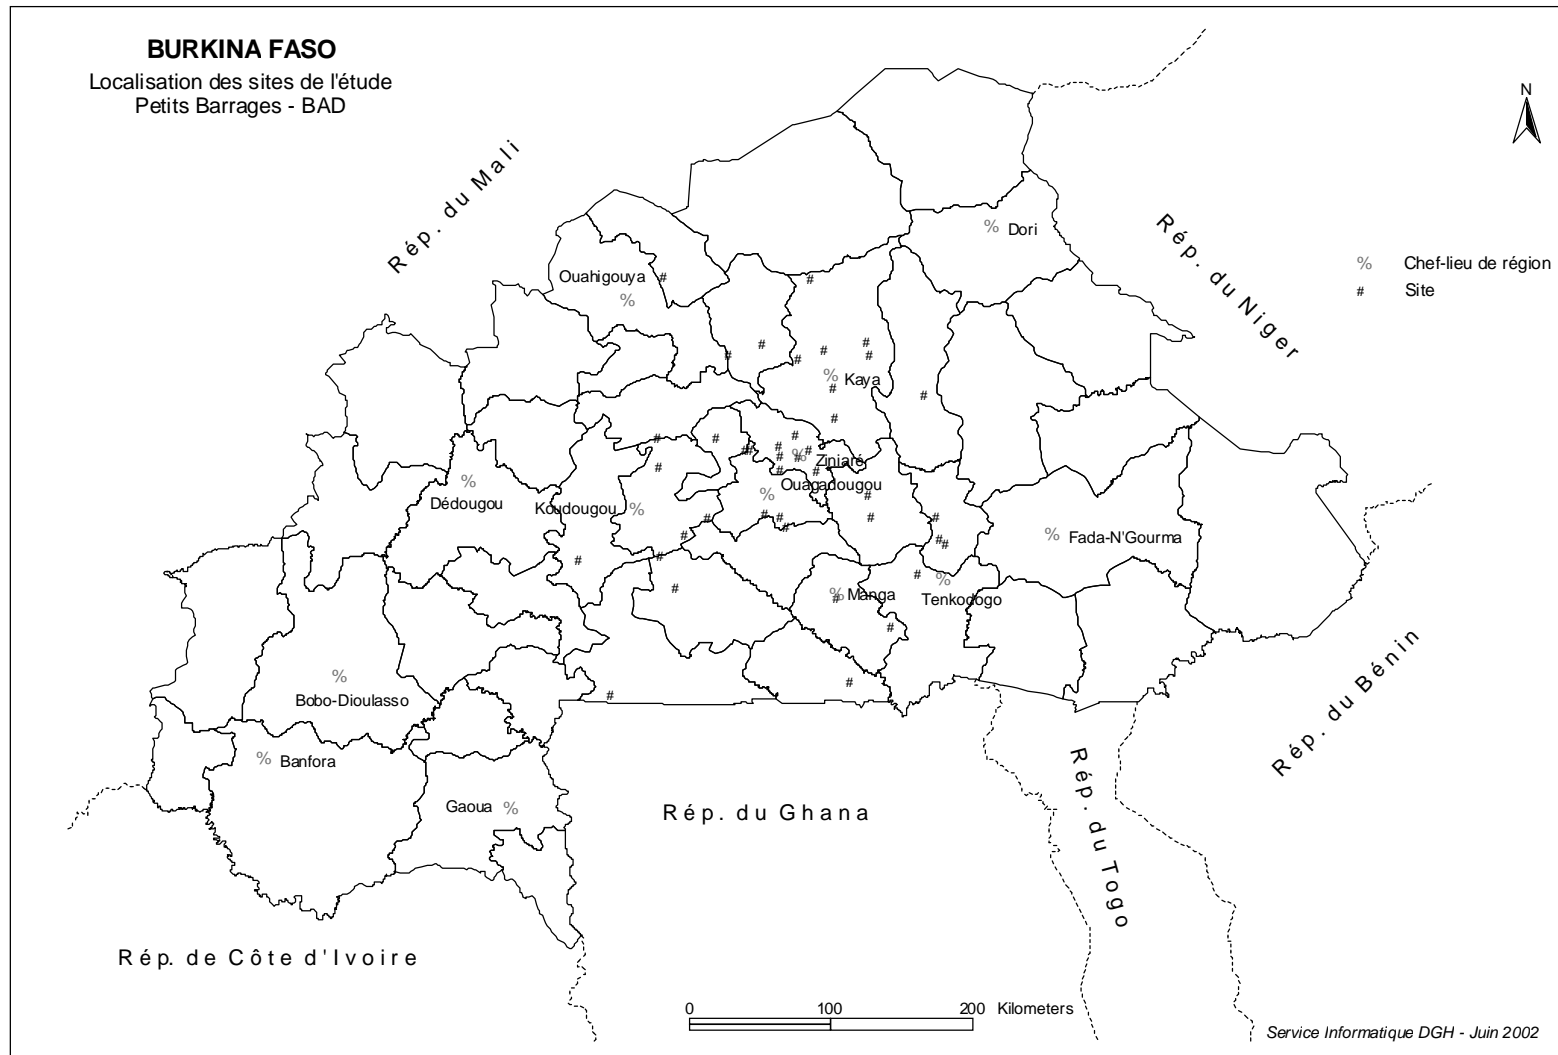 BURKINA FASO
Localisation des sites de l'étude
Petits Barrages - BAD
N
Rép. du Mali
Rép. du Niger
% Chef-lieu de région
# Site
Dori
Ouahigouya
Kaya
Ziniaré
Ouagadougou
Dédougou
Koudougou
Fada-N'Gourma
Manga
Tenkodogo
Bobo-Dioulasso
Banfora
Gaoua
Rép. du Bénin
Rép. du Ghana
Rép. du Togo
Rép. de Côte d'Ivoire
0 100 200 Kilometers
Service Informatique DGH - Juin 2002